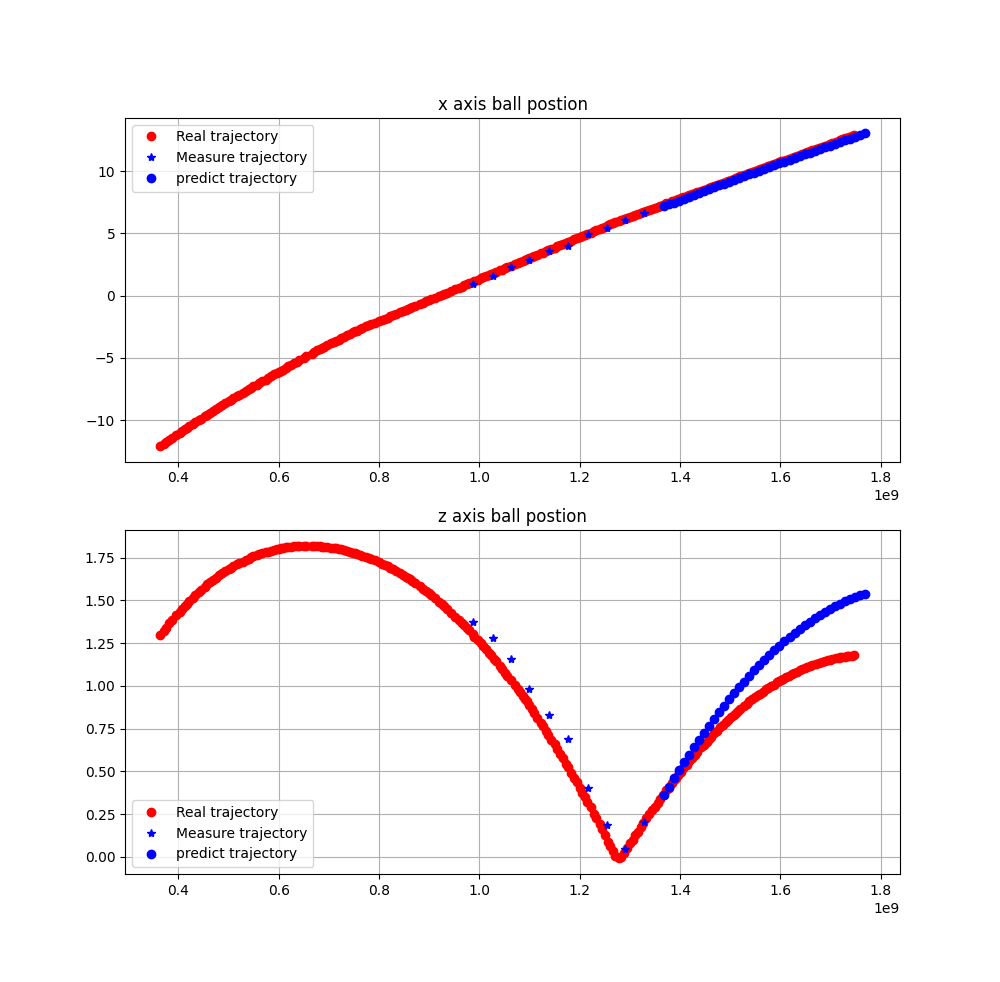 x axis ball postion
Real trajectory
Measure trajectory
predict trajectory
10
5
0
−5
−10
0.4 0.6 0.8 1.0 1.2 1.4 1.6 1.8
1e9
z axis ball postion
1.75
1.50
1.25
1.00
0.75
0.50
0.25
0.00
Real trajectory
Measure trajectory
predict trajectory
0.4 0.6 0.8 1.0 1.2 1.4 1.6 1.8
1e9